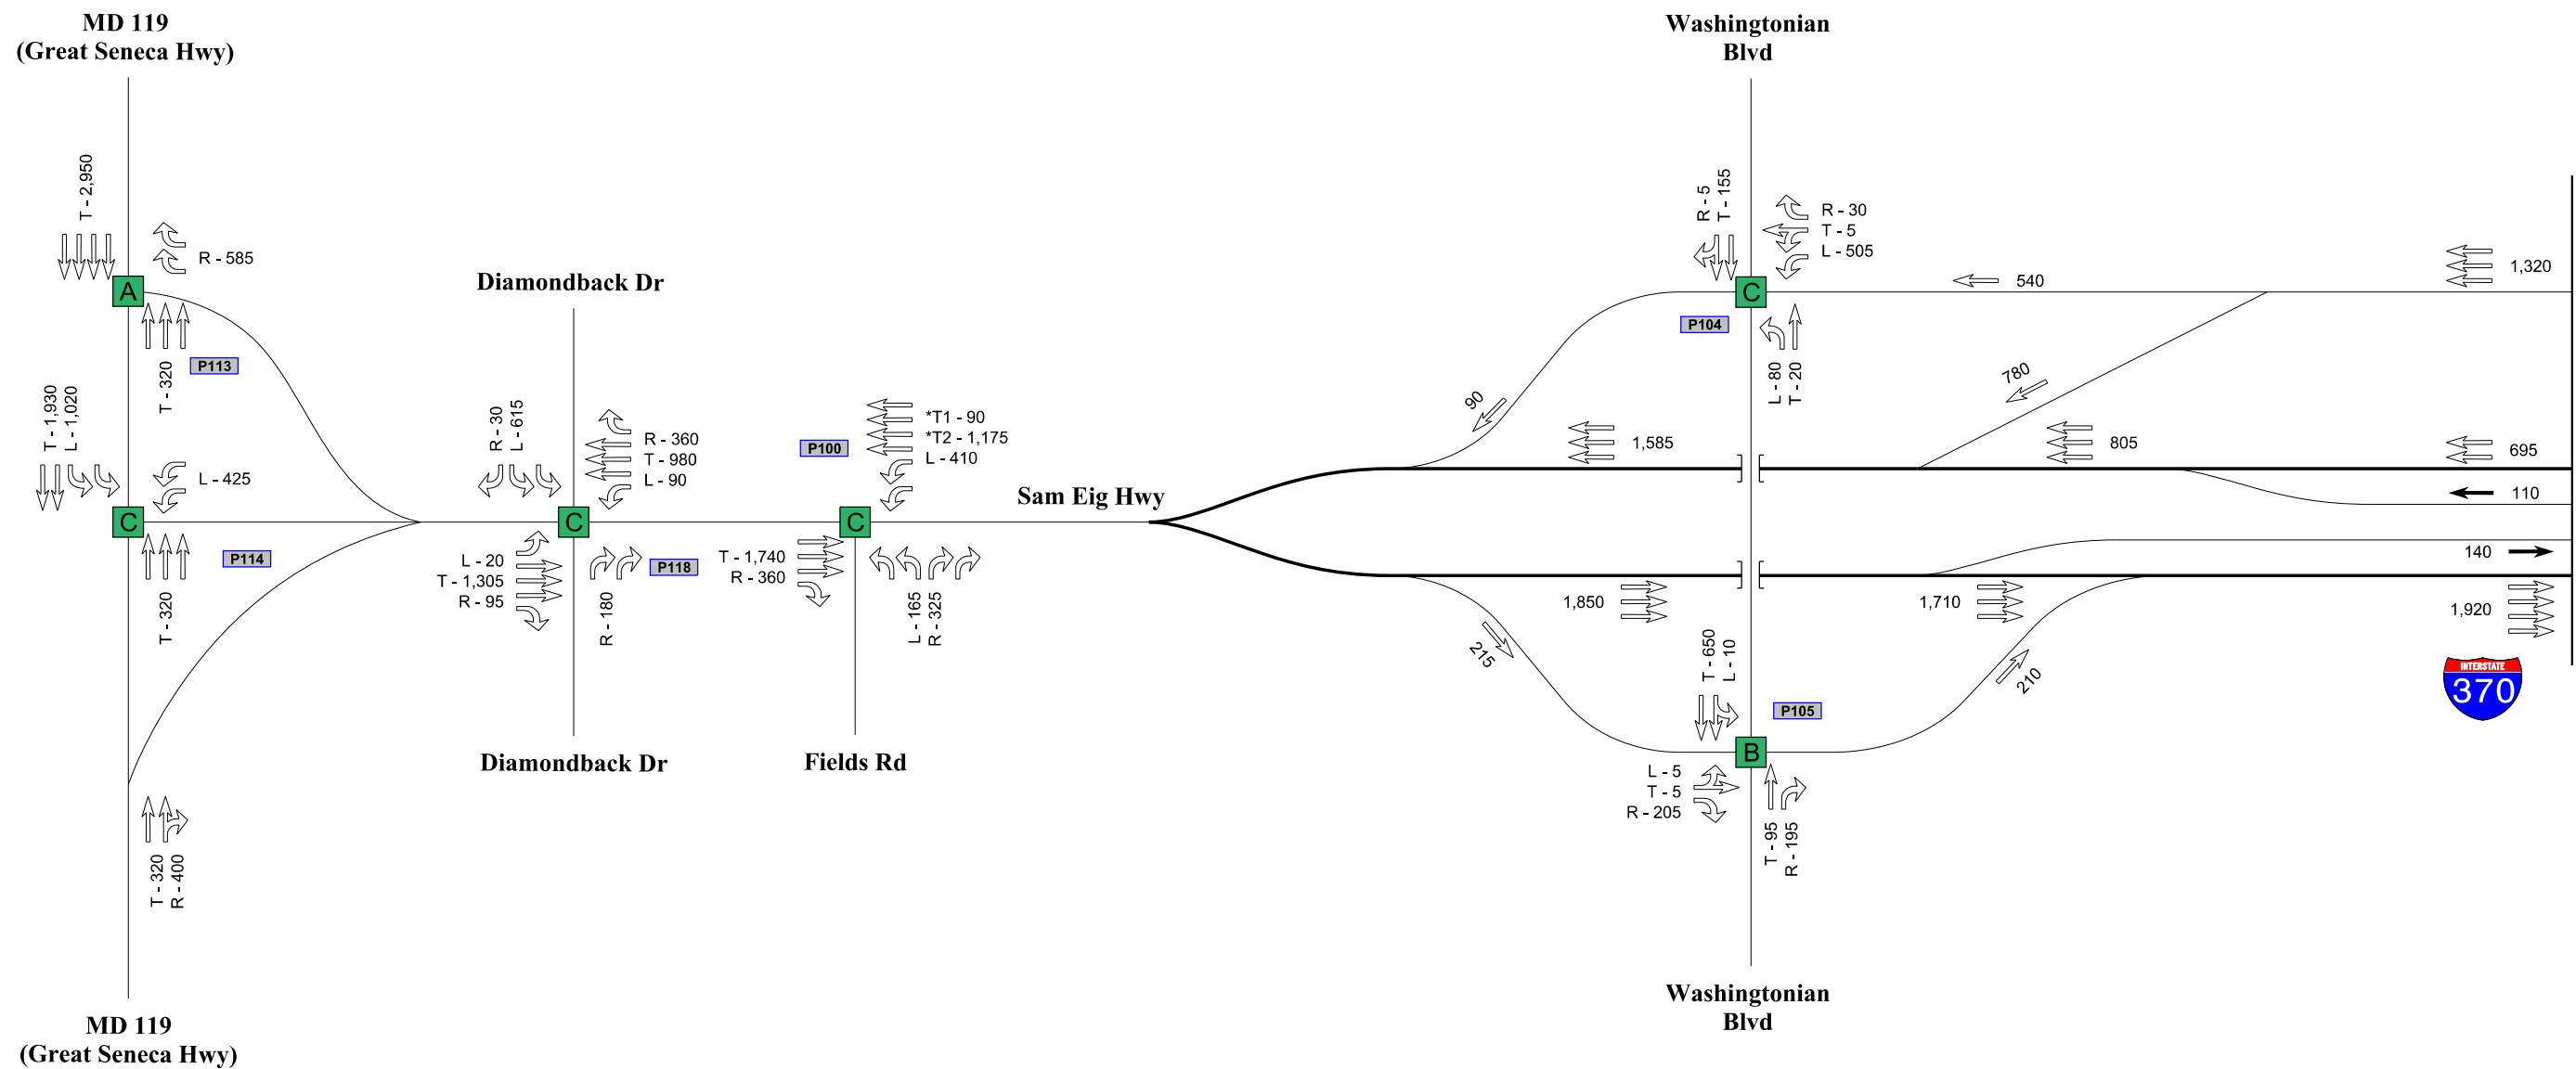 MD 119
(Great Seneca Hwy)
Washingtonian
Blvd
T - 2,950
R - 585
A
P113
T - 320
T - 1,930
L - 1,020
L - 425
C
P114
T - 320
T - 320
R - 400
MD 119
(Great Seneca Hwy)
Diamondback Dr
R - 30
L - 615
R - 360
T - 980
L - 90
C
L - 20
T - 1,305
R - 95
R - 180
P118
Diamondback Dr
P100
*T1 - 90
*T2 - 1,175
L - 410
C
T - 1,740
R - 360
L - 165
R - 325
Fields Rd
Sam Eig Hwy
R - 5
T - 155
R - 30
T - 5
L - 505
C
P104
L - 80
T - 20
540
1,320
780
90
1,585
805
695
110
140
1,850
1,710
1,920
215
T - 650
L - 10
P105
210
B
L - 5
T - 5
R - 205
T - 95
R - 195
INTERSTATE
370
Washingtonian
Blvd